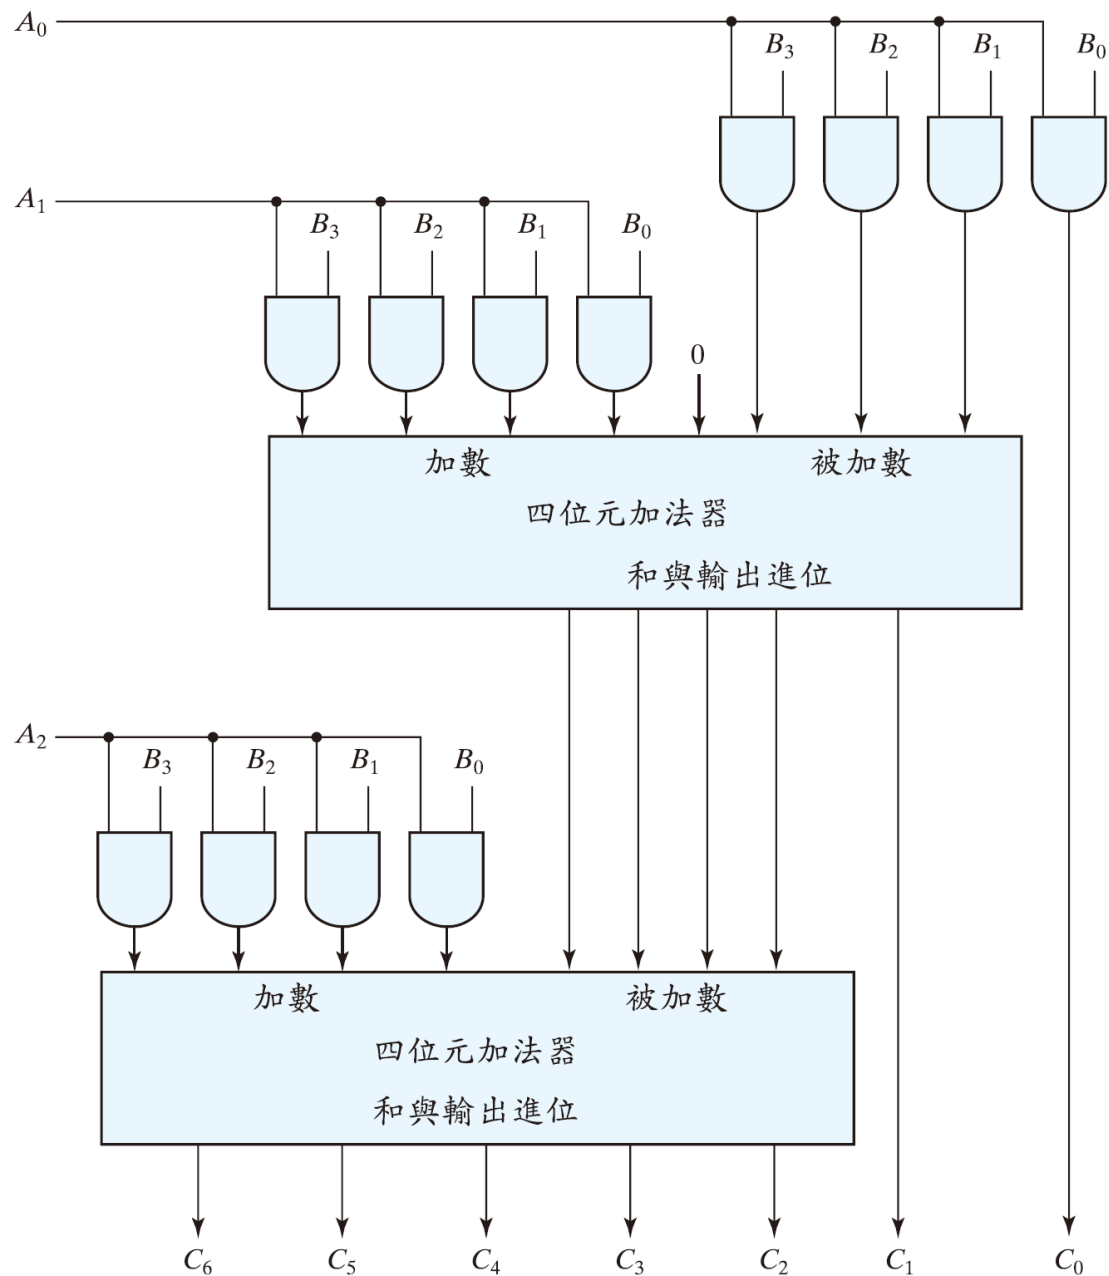 A₀
B₃ B₂ B₁ B₀
A₁
B₃ B₂ B₁ B₀
0
加數 被加數
四位元加法器
和與輸出進位
A₂
B₃ B₂ B₁ B₀
加數 被加數
四位元加法器
和與輸出進位
C₆ C₅ C₄ C₃ C₂ C₁ C₀